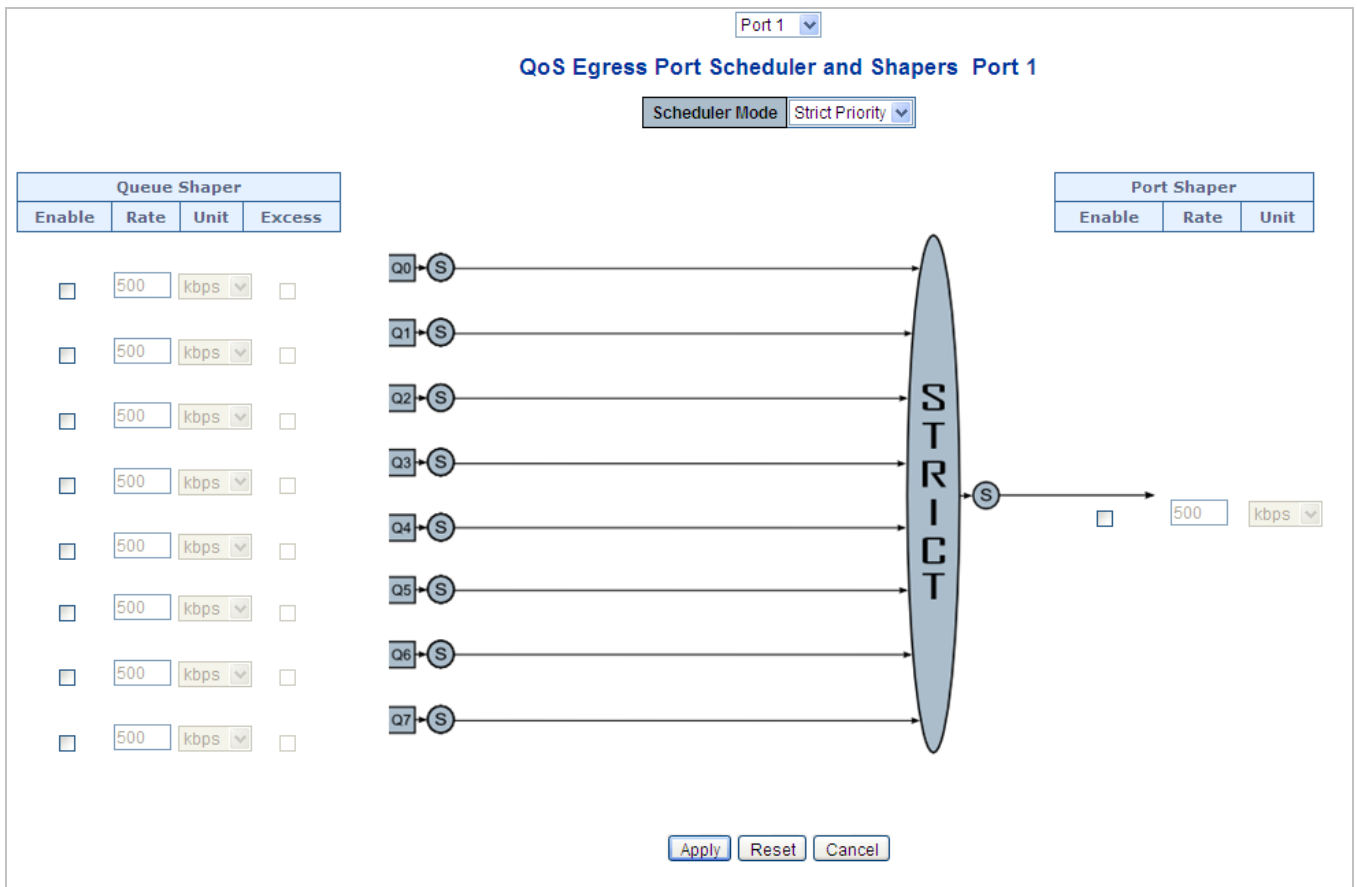 Port 1
QoS Egress Port Scheduler and Shapers Port 1
Scheduler Mode Strict Priority
Queue Shaper
Enable Rate Unit Excess
Port Shaper
Enable Rate Unit
500 kbps
Q0 S
500 kbps
Q1 S
500 kbps
Q2 S
500 kbps
Q3 S
500 kbps
Q4 S
500 kbps
Q5 S
500 kbps
Q6 S
500 kbps
Q7 S
STRICT
S
500 kbps
Apply Reset Cancel